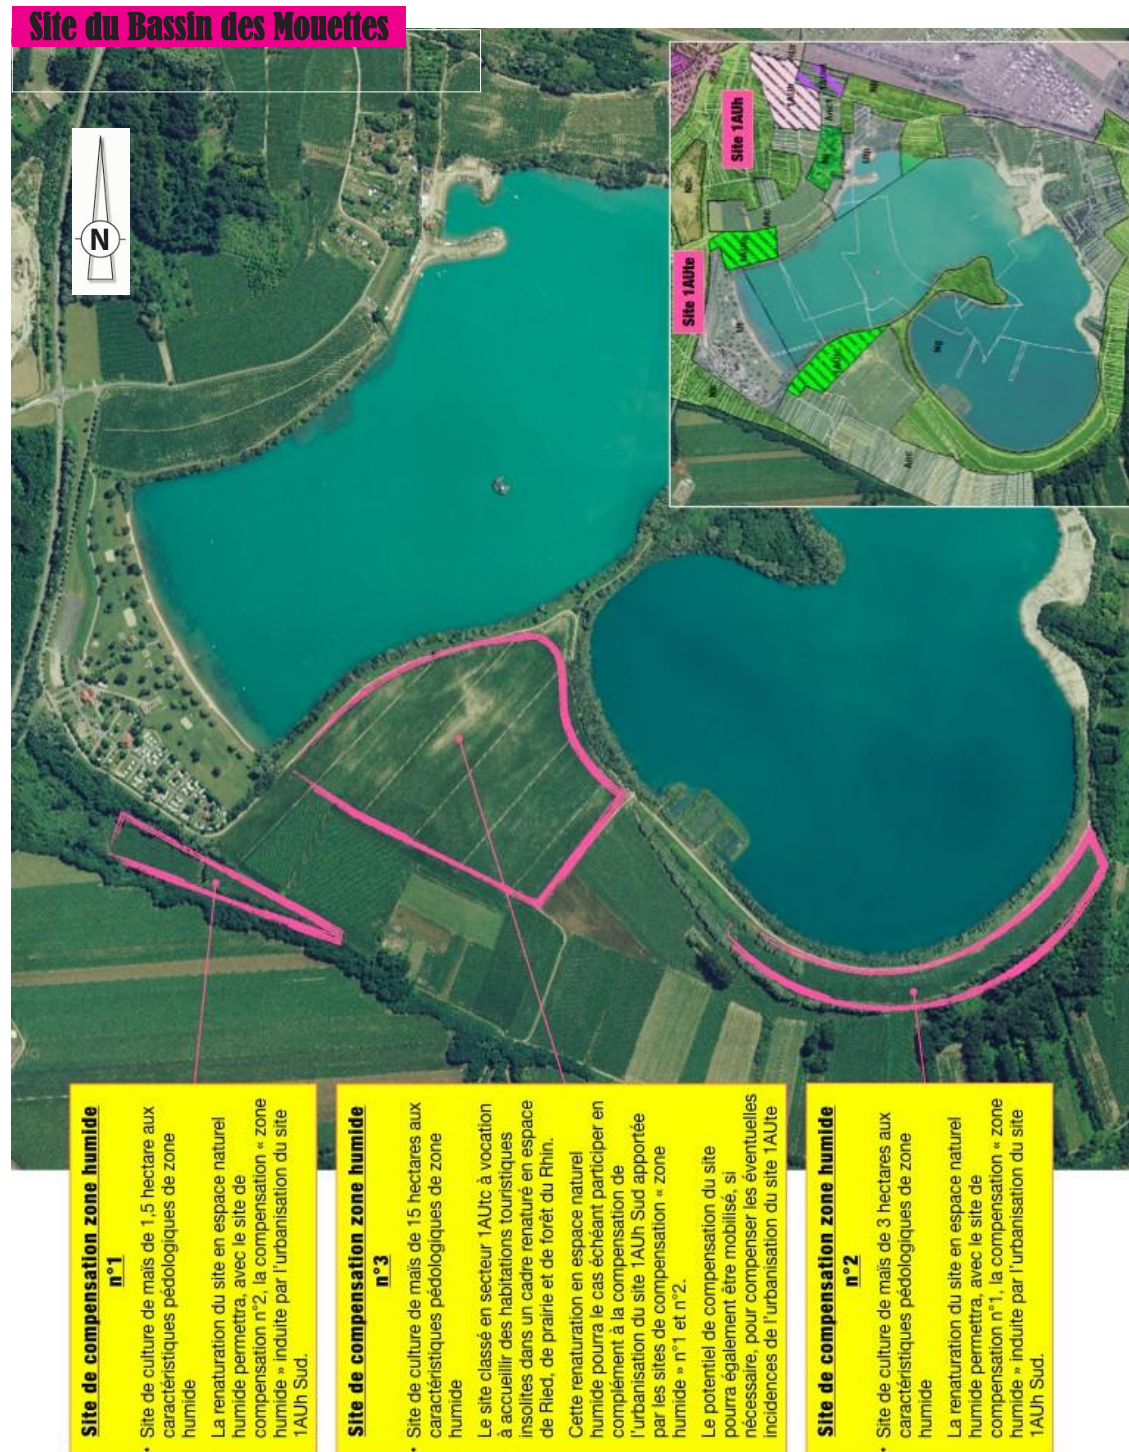 Site du Bassin des Mouettes
N
Site 1AUh
Site 1AUte
Ng
Anc
Anc
Site de compensation zone humide
n°1
• Site de culture de maïs de 1,5 hectare aux
caractéristiques pédologiques de zone
humide
La renaturation du site en espace naturel
humide permettra, avec le site de
compensation n°2, la compensation « zone
humide » induite par l'urbanisation du site
1AUh Sud.
Site de compensation zone humide
n°3
• Site de culture de maïs de 15 hectares aux
caractéristiques pédologiques de zone
humide
Le site classé en secteur 1AUtc à vocation
à accueillir des habitations touristiques
insolites dans un cadre renaturé en espace
de Ried, de prairie et de forêt du Rhin.
Cette renaturation en espace naturel
humide pourrra le cas échéant participer en
complément à la compensation de
l'urbanisation du site 1AUh Sud apportée
par les sites de compensation « zone
humide » n°1 et n°2.
Le potentiel de compensation du site
pourra également être mobilisé, si
nécessaire, pour compenser les éventuelles
incidences de l'urbanisation du site 1AUte
Site de compensation zone humide
n°2
• Site de culture de maïs de 3 hectares aux
caractéristiques pédologiques de zone
humide
La renaturation du site en espace naturel
humide permettra, avec le site de
compensation n°1, la compensation « zone
humide » induite par l'urbanisation du site
1AUh Sud.